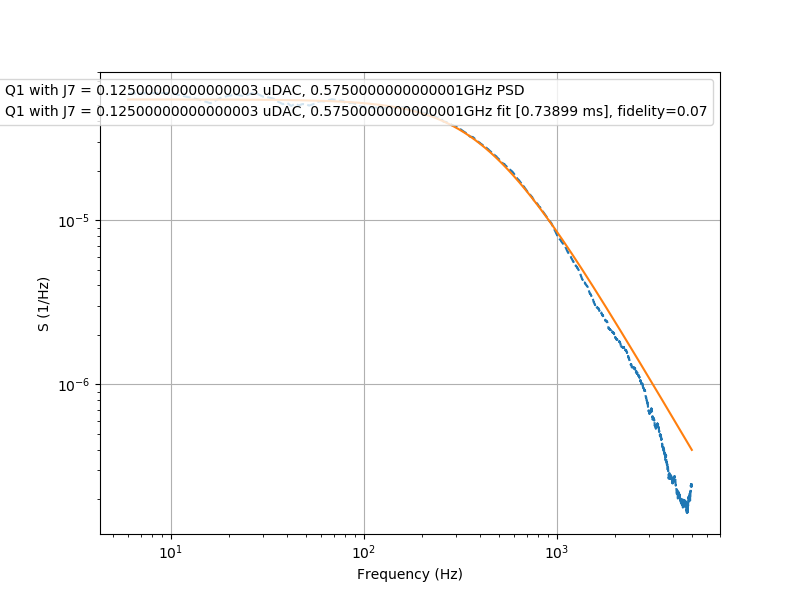 Q1 with J7 = 0.12500000000000003 uDAC, 0.5750000000000001GHz PSD
Q1 with J7 = 0.12500000000000003 uDAC, 0.5750000000000001GHz fit [0.73899 ms], fidelity=0.07
10⁻⁵
10⁻⁶
S (1/Hz)
10¹ 10² 10³
Frequency (Hz)